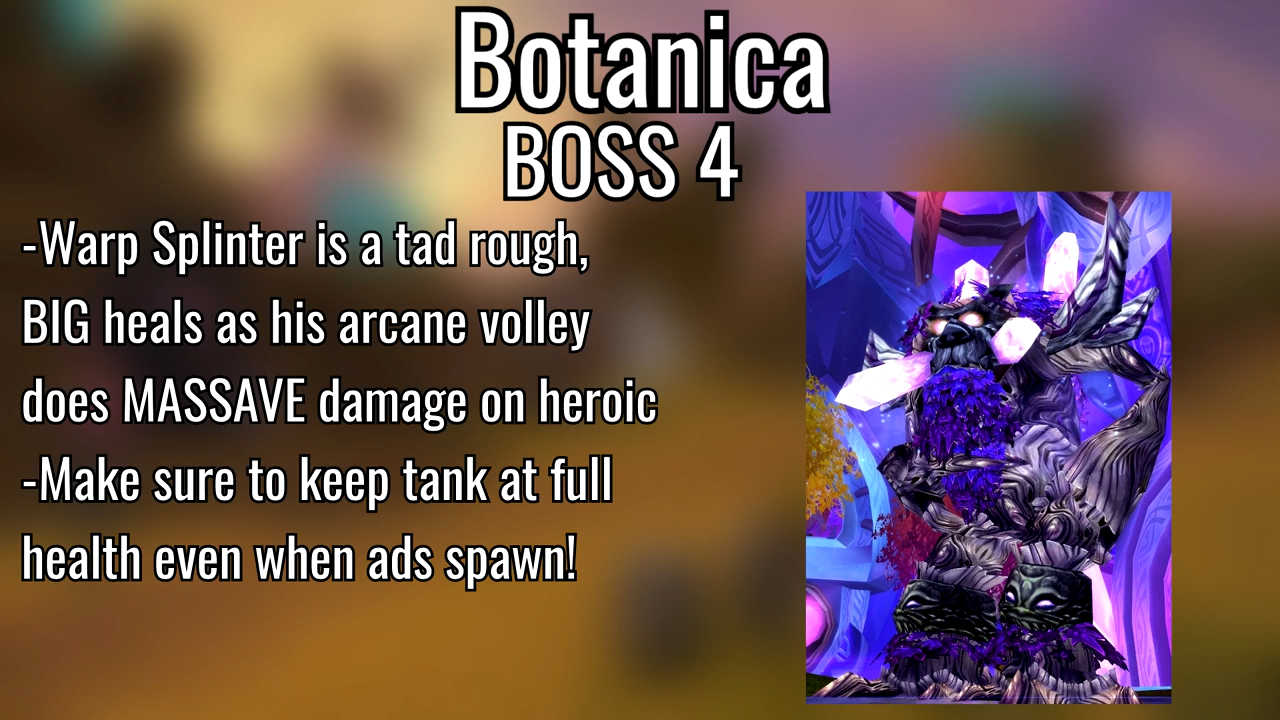 Botanica
BOSS 4
-Warp Splinter is a tad rough,
BIG heals as his arcane volley
does MASSAVE damage on heroic
-Make sure to keep tank at full
health even when ads spawn!